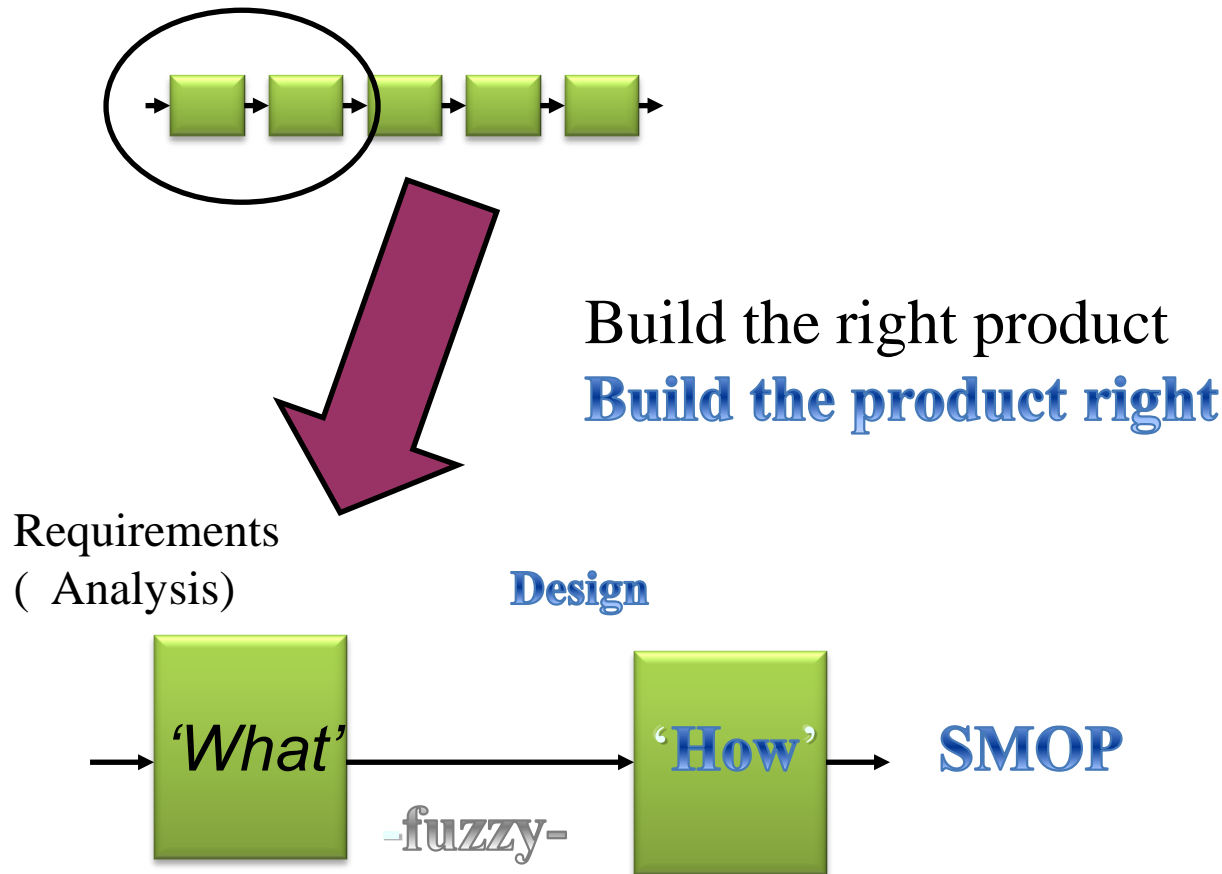 Build the right product
Build the product right
Requirements
( Analysis)
Design
‘What’
‘How’
SMOP
-fuzzy-